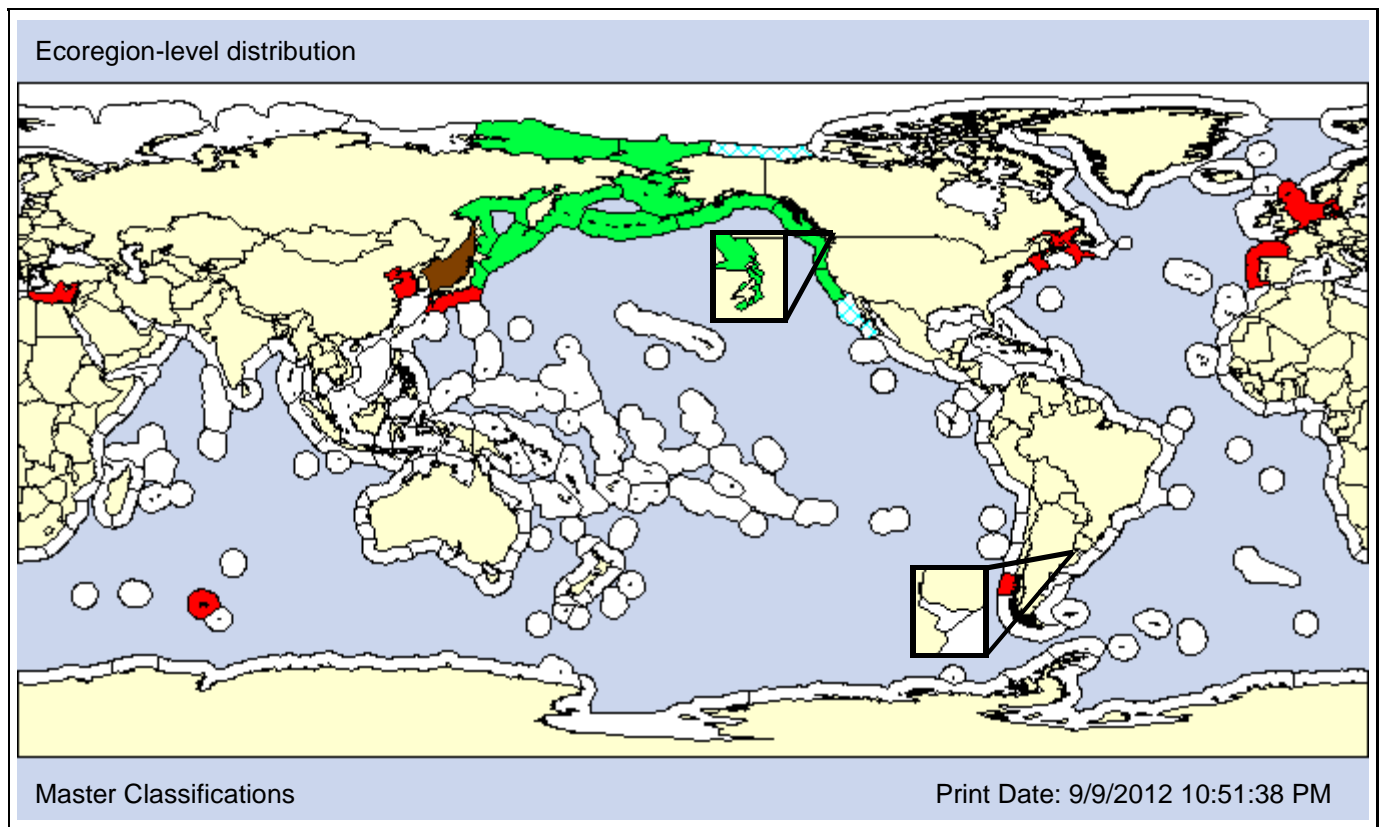 Ecoregion-level distribution
Master Classifications
Print Date: 9/9/2012 10:51:38 PM